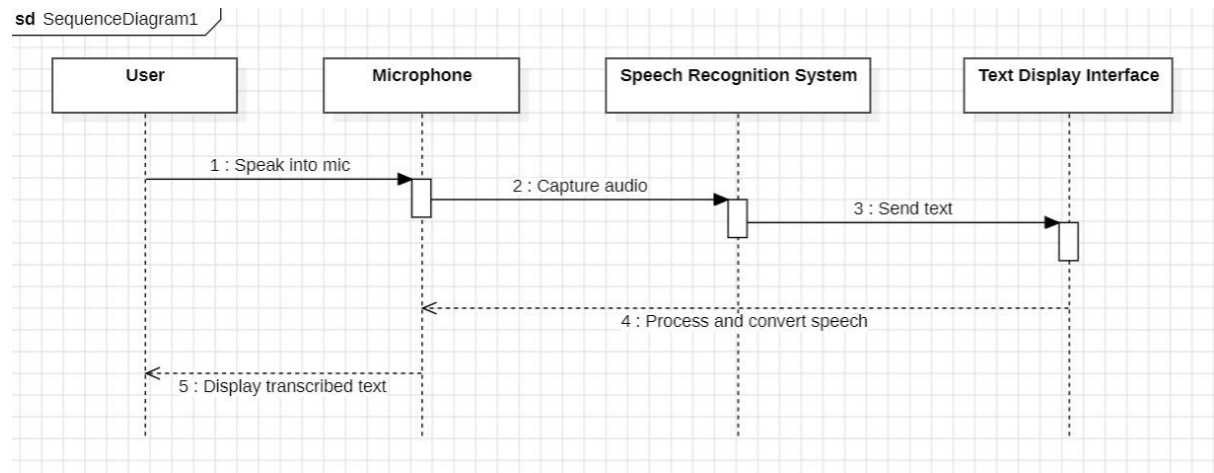 sd SequenceDiagram1
User
Microphone
Speech Recognition System
Text Display Interface
1 : Speak into mic
2 : Capture audio
3 : Send text
4 : Process and convert speech
5 : Display transcribed text